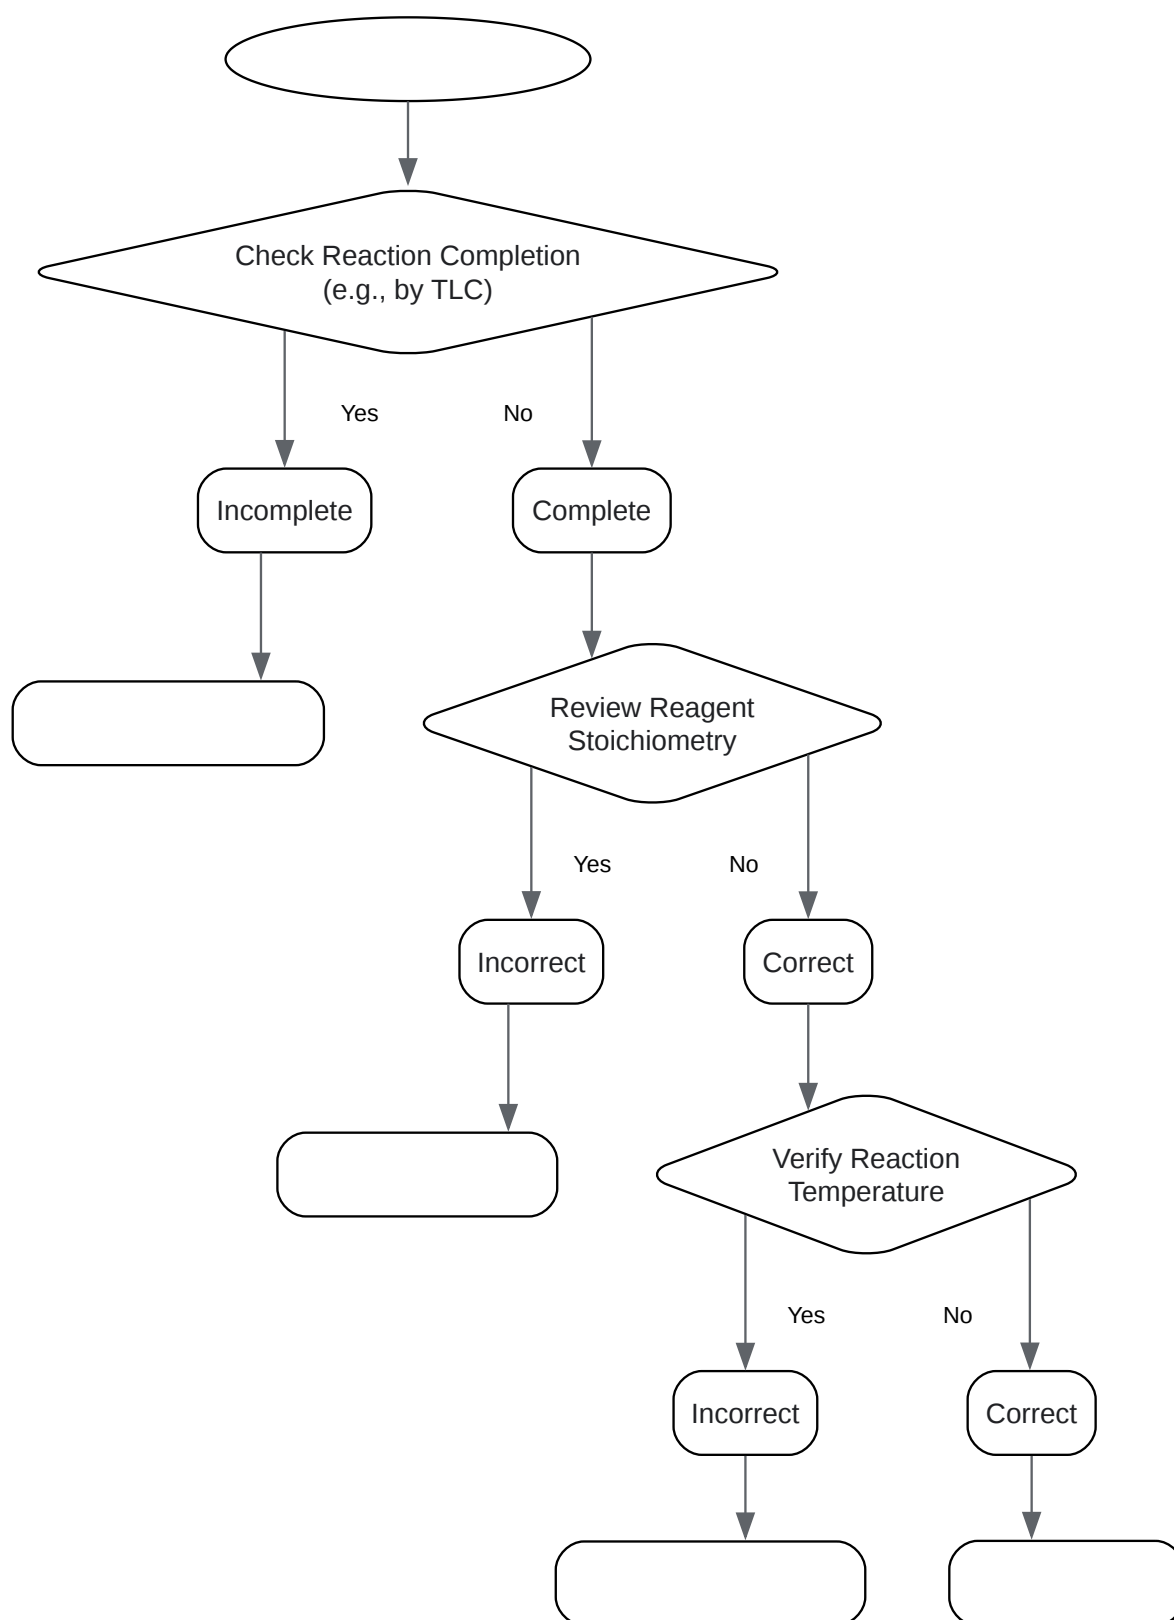 Check Reaction Completion
(e.g., by TLC)
Yes
No
Incomplete
Complete
Review Reagent
Stoichiometry
Yes
No
Incorrect
Correct
Verify Reaction
Temperature
Yes
No
Incorrect
Correct